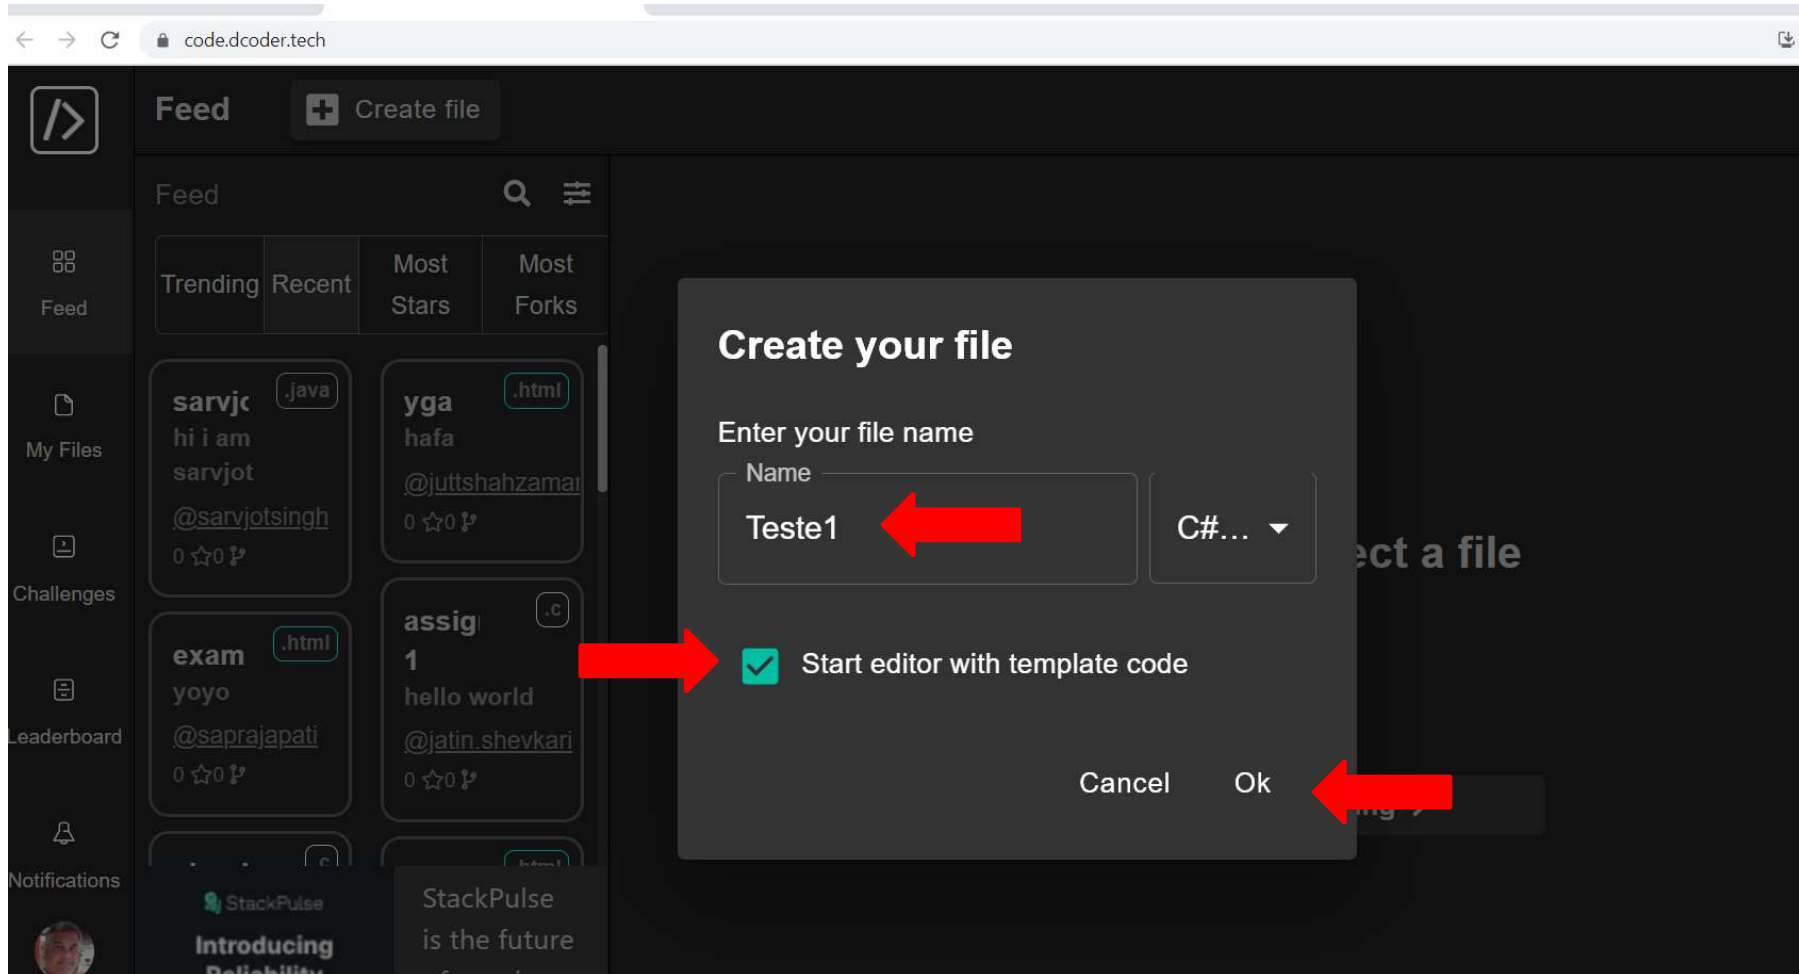 code.dcoder.tech
Feed
Create file
Feed
Trending
Recent
Most
Stars
Most
Forks
Feed
My Files
Challenges
Leaderboard
Notifications
.java
hi i am
sarvjot
@sarvjotsingh
0 0
yga
.html
hafa
0 0
exam
.html
yoyo
@saprajapati
0 0
.c
1
hello world
@jatin.shevkari
0 0
StackPulse
Introducing
StackPulse
is the future
Create your file
Enter your file name
Name
Teste1
C#...
Start editor with template code
Cancel
Ok
a file